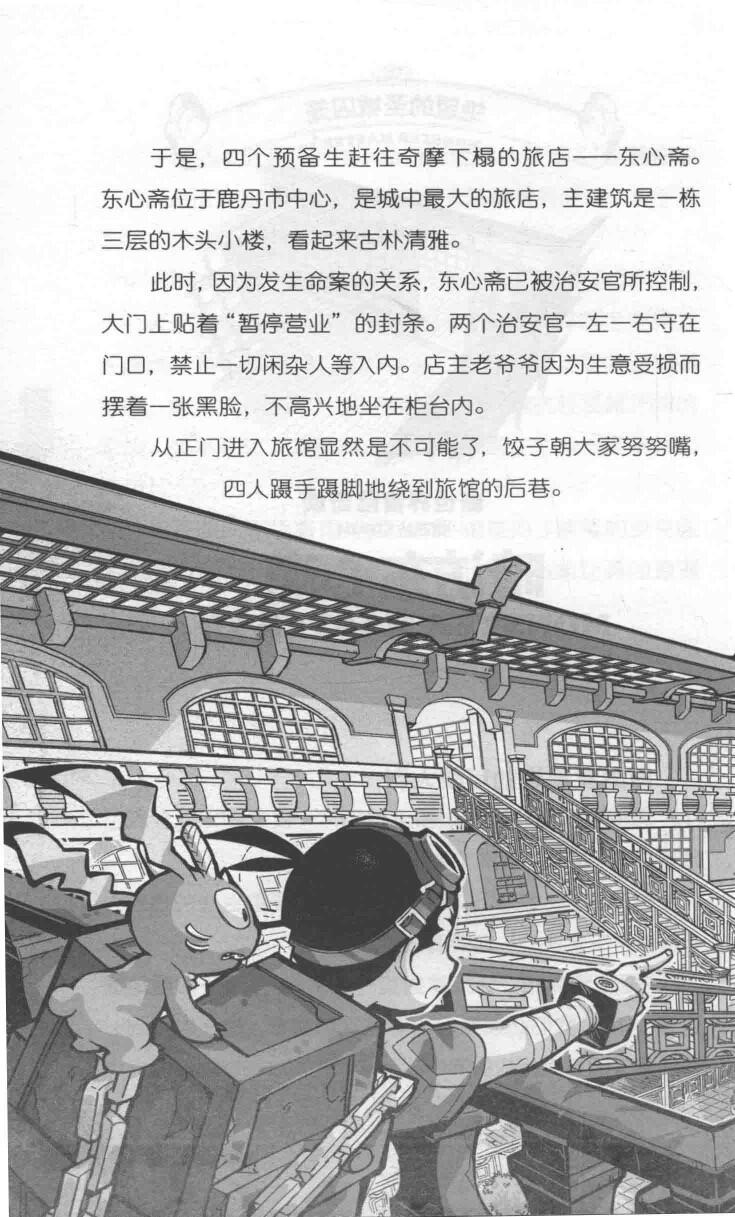 于是，四个预备生赶往奇摩下榻的旅店——东心斋。
东心斋位于鹿丹市中心，是城中最大的旅店，主建筑是一栋
三层的木头小楼，看起来古朴清雅。
此时，因为发生命案的关系，东心斋已被治安官所控制，
大门上贴着“暂停营业”的封条。两个治安官一左一右守在
门口，禁止一切闲杂人等入内。店主老爷爷因为生意受损而
摆着一张黑脸，不高兴地坐在柜台内。
从正门进入旅馆显然是不可能了，饺子朝大家努努嘴，
四人蹑手蹑脚地绕到旅馆的后巷。